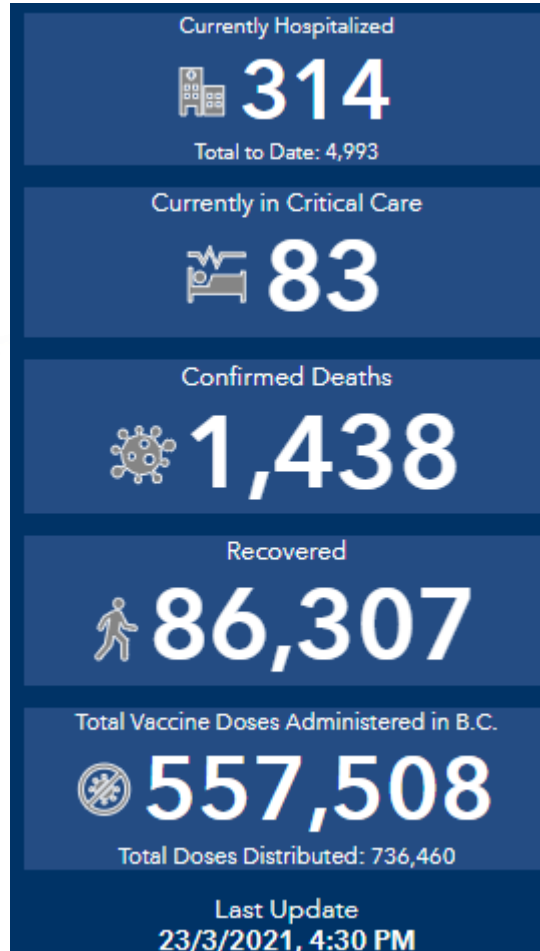 Currently Hospitalized
314
Total to Date: 4,993
Currently in Critical Care
83
Confirmed Deaths
1,438
Recovered
86,307
Total Vaccine Doses Administered in B.C.
557,508
Total Doses Distributed: 736,460
Last Update
23/3/2021, 4:30 PM